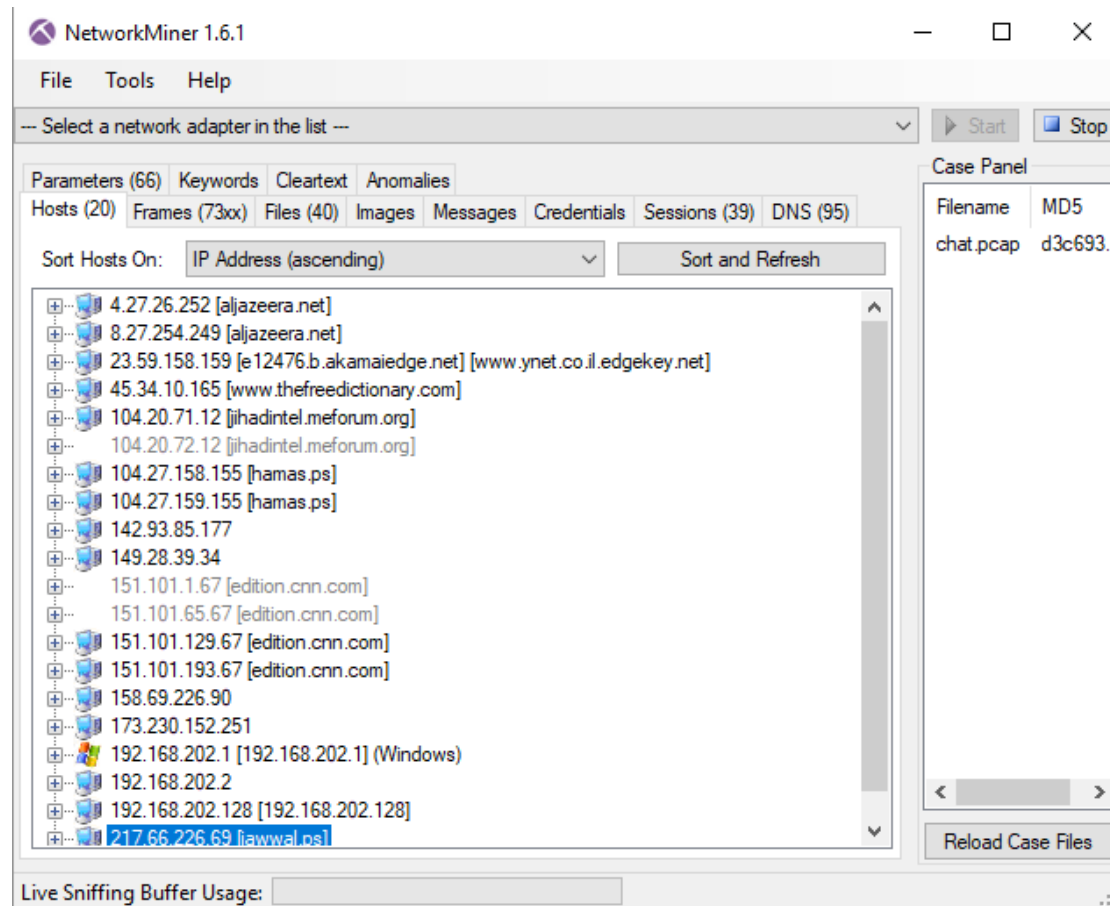 NetworkMiner 1.6.1
File Tools Help
--- Select a network adapter in the list ---
Start Stop
Parameters (66) Keywords Cleartext Anomalies
Hosts (20) Frames (73xx) Files (40) Images Messages Credentials Sessions (39) DNS (95)
Sort Hosts On: IP Address (ascending) Sort and Refresh
4.27.26.252 [aljazeera.net]
8.27.254.249 [aljazeera.net]
23.59.158.159 [e12476.b.akamaiedge.net] [www.ynet.co.il.edgekey.net]
45.34.10.165 [www.thefreedictionary.com]
104.20.71.12 [jihadintel.meforum.org]
104.20.72.12 [jihadintel.meforum.org]
104.27.158.155 [hamas.ps]
104.27.159.155 [hamas.ps]
142.93.85.177
149.28.39.34
151.101.1.67 [edition.cnn.com]
151.101.65.67 [edition.cnn.com]
151.101.129.67 [edition.cnn.com]
151.101.193.67 [edition.cnn.com]
158.69.226.90
173.230.152.251
192.168.202.1 [192.168.202.1] (Windows)
192.168.202.2
192.168.202.128 [192.168.202.128]
217.66.226.69 [jawwal.ps]
Case Panel
Filename MD5
chat.pcap d3c693.
Reload Case Files
Live Sniffing Buffer Usage: